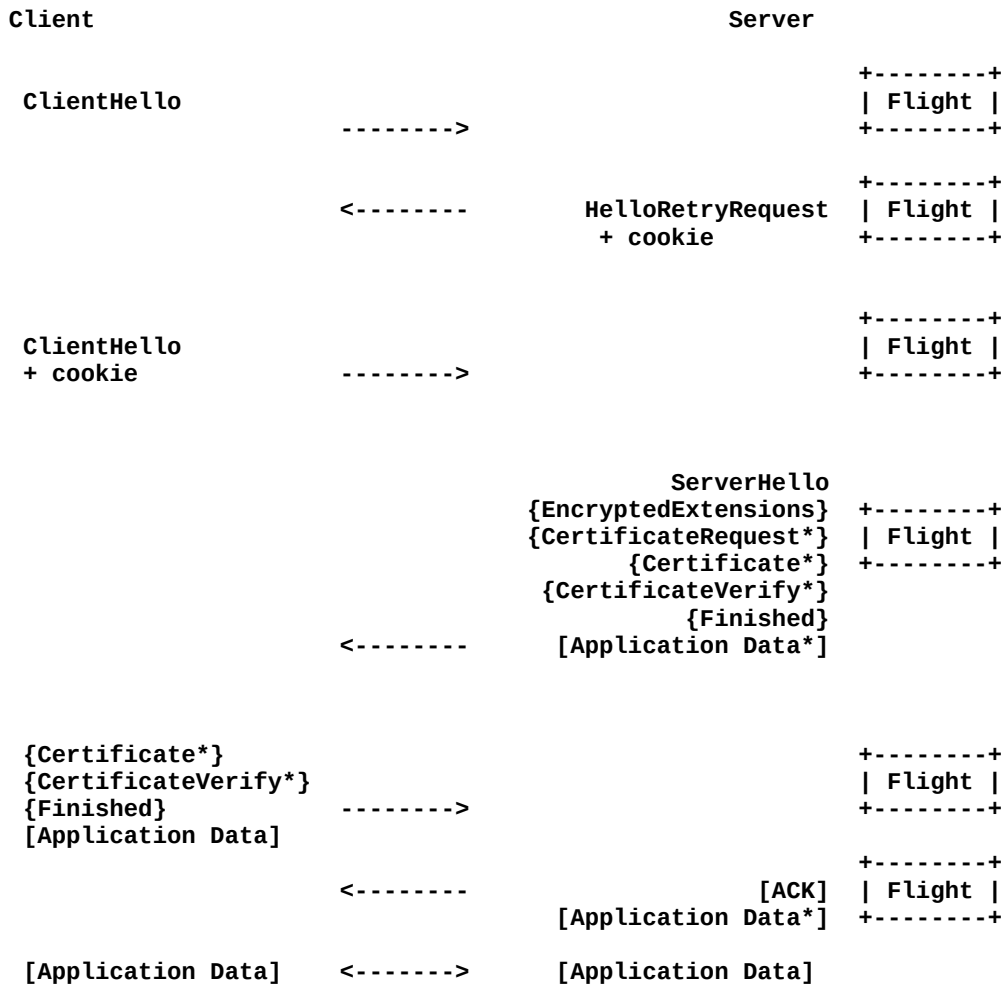 Client                                          Server

                                                         +--------+
 ClientHello                                             | Flight |
                      -------->                          +--------+

                                                         +--------+
                      <--------        HelloRetryRequest | Flight |
                                        + cookie         +--------+

                                                         +--------+
 ClientHello                                             | Flight |
 + cookie             -------->                          +--------+

                                             ServerHello
                                   {EncryptedExtensions} +--------+
                                   {CertificateRequest*} | Flight |
                                          {Certificate*} +--------+
                                    {CertificateVerify*}
                                              {Finished}
                      <--------      [Application Data*]

 {Certificate*}                                          +--------+
 {CertificateVerify*}                                    | Flight |
 {Finished}           -------->                          +--------+
 [Application Data]
                                                         +--------+
                      <--------                    [ACK] | Flight |
                                     [Application Data*] +--------+

 [Application Data]   <------->      [Application Data]